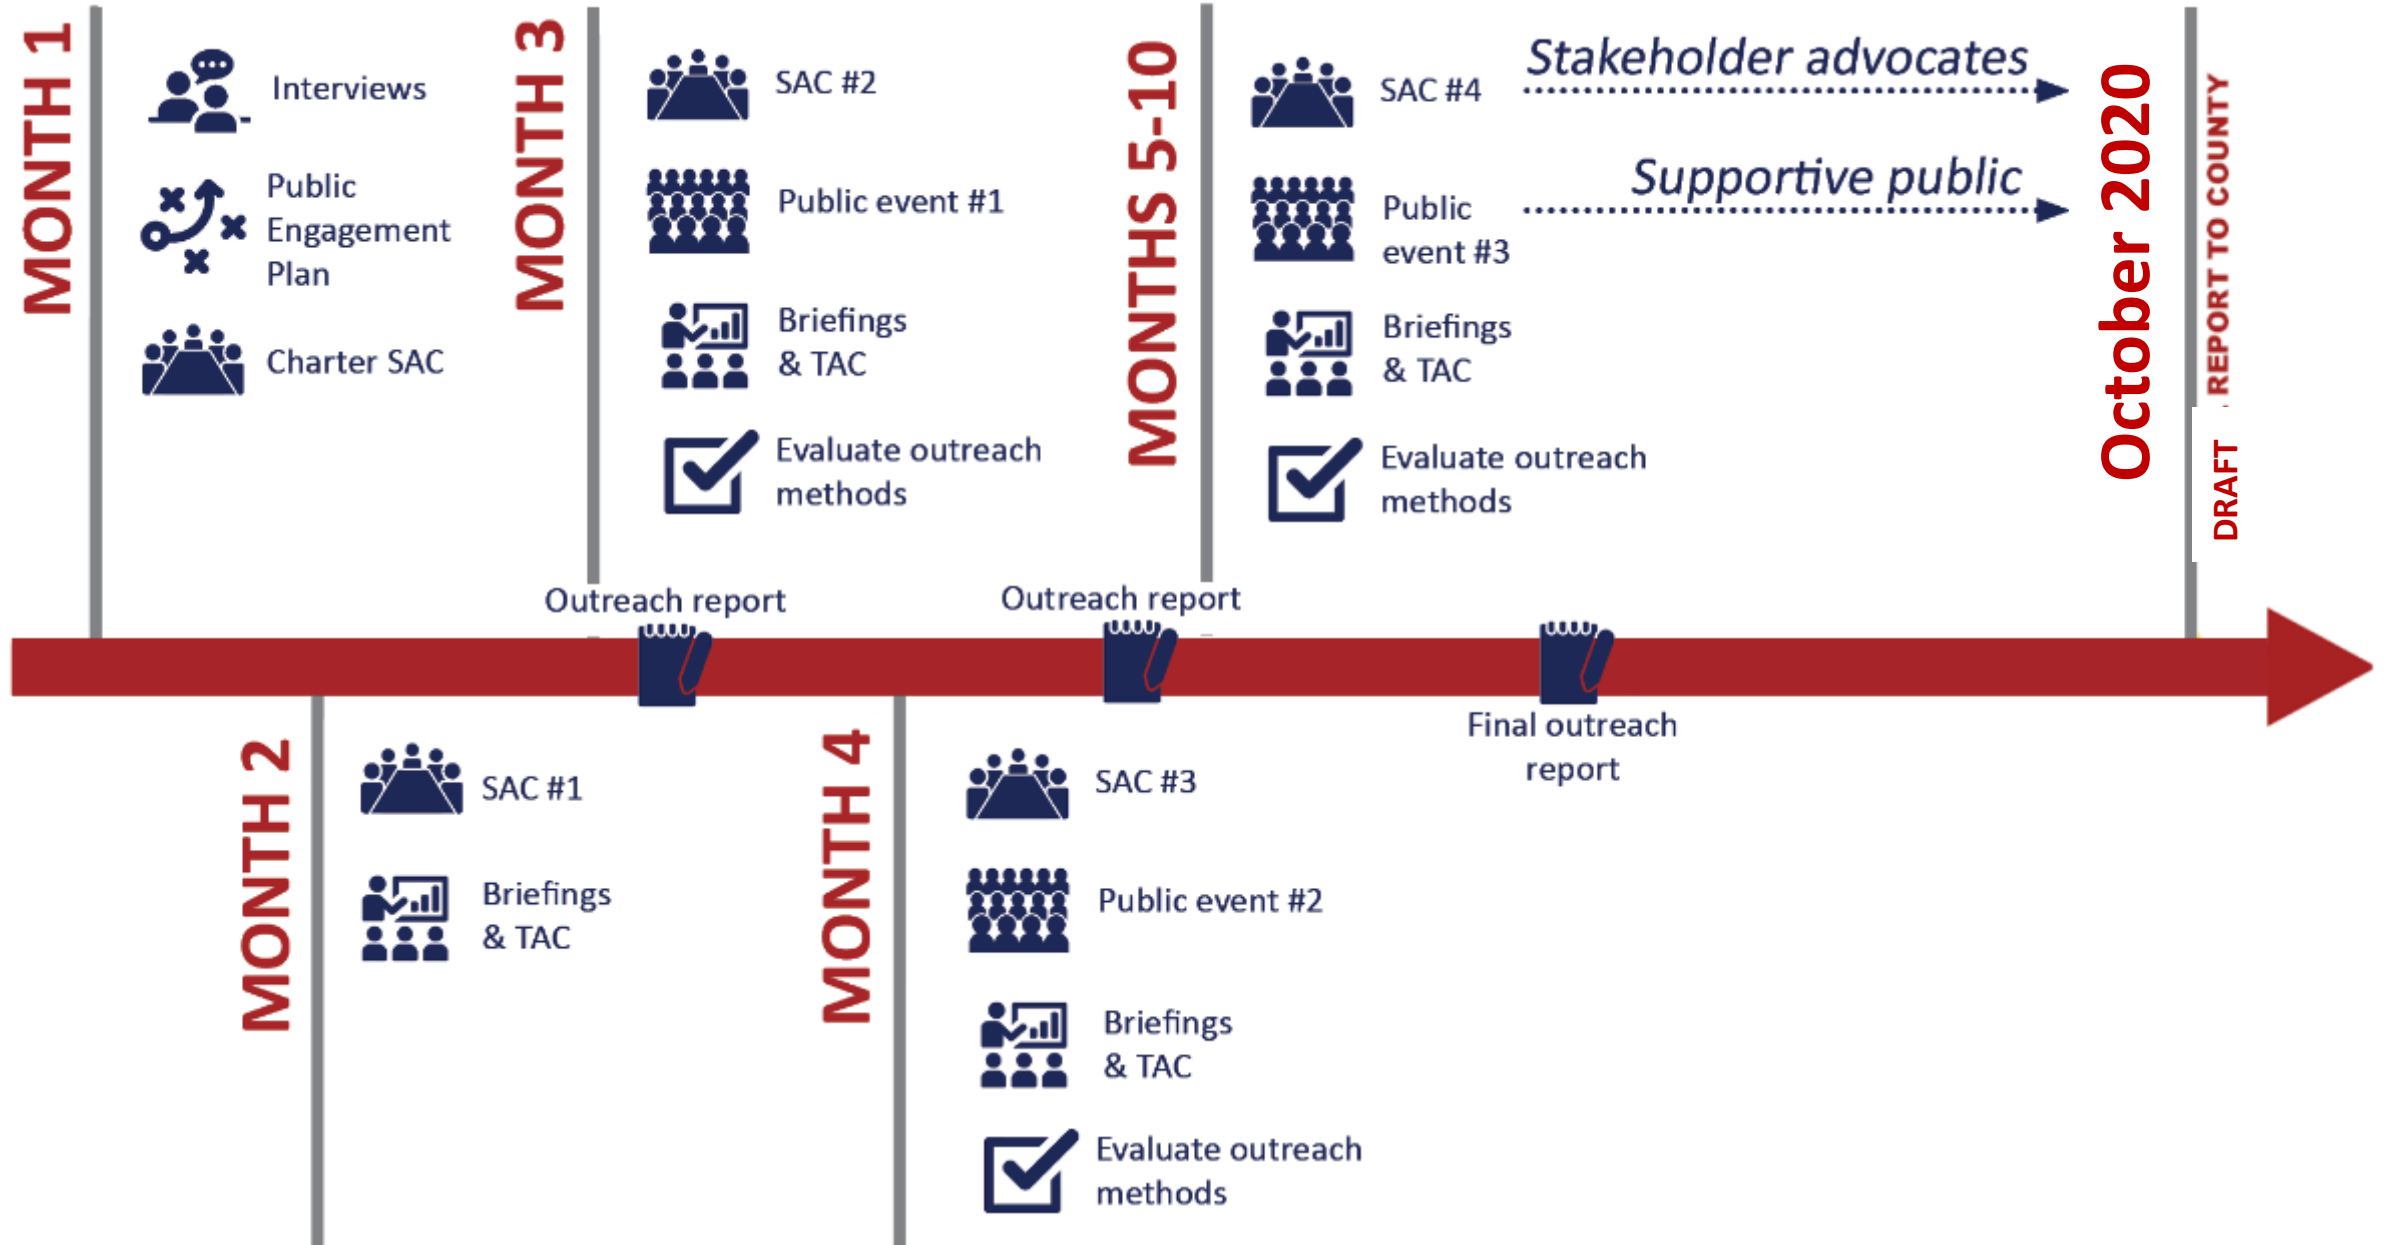 MONTH 1
Interviews
Public
Engagement
Plan
Charter SAC
MONTH 2
SAC #1
Briefings
& TAC
MONTH 3
SAC #2
Public event #1
Briefings
& TAC
Evaluate outreach
methods
Outreach report
MONTH 4
SAC #3
Public event #2
Briefings
& TAC
Evaluate outreach
methods
Outreach report
MONTHS 5-10
SAC #4
Stakeholder advocates
Public
event #3
Supportive public
Briefings
& TAC
Evaluate outreach
methods
Final outreach
report
October 2020
DRAFT REPORT TO COUNTY